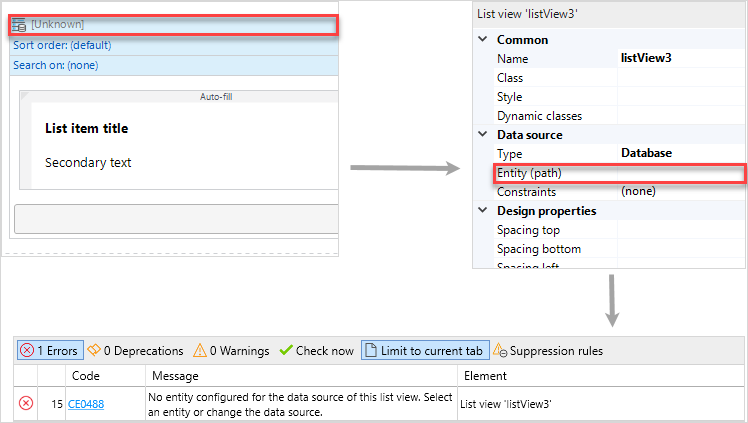 [Unknown]
Sort order: (default)
Search on: (none)
Auto-fill
List item title
Secondary text
List view 'listView3'
Common
Name listView3
Class
Style
Dynamic classes
Data source
Type Database
Entity (path)
Constraints (none)
Design properties
Spacing top
Spacing bottom
Spacing left
1 Errors 0 Deprecations 0 Warnings Check now Limit to current tab Suppression rules
Code Message Element
15 CE0488 No entity configured for the data source of this list view. Select List view 'listView3'
an entity or change the data source.